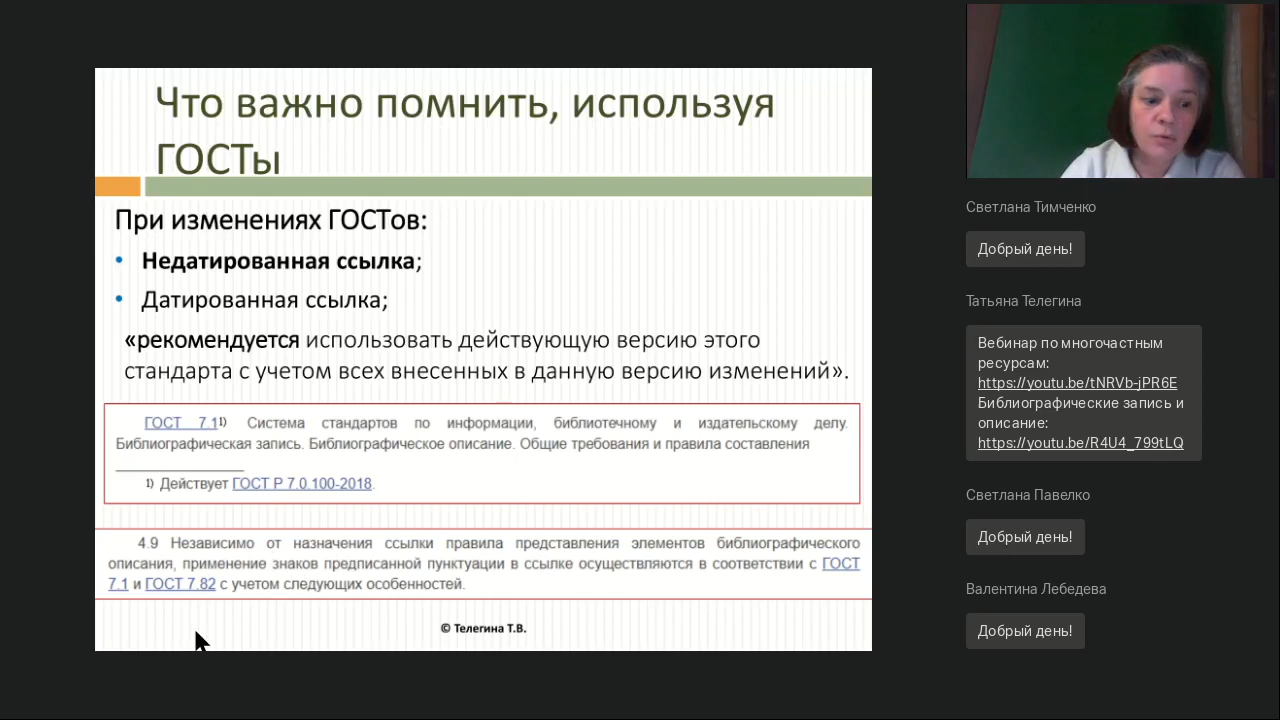 Что важно помнить, используя
ГОСТы
При изменениях ГОСТов:
• Недатированная ссылка;
• Датированная ссылка;
«рекомендуется использовать действующую версию этого
стандарта с учетом всех внесенных в данную версию изменений».
ГОСТ 7.1¹⁾ Система стандартов по информации, библиотечному и издательскому делу.
Библиографическая запись. Библиографическое описание. Общие требования и правила составления
¹⁾ Действует ГОСТ Р 7.0.100-2018.
4.9 Независимо от назначения ссылки правила представления элементов библиографического
описания, применение знаков предписанной пунктуации в ссылке осуществляются в соответствии с ГОСТ
7.1 и ГОСТ 7.82 с учетом следующих особенностей.
© Телегина Т.В.
Светлана Тимченко
Добрый день!
Татьяна Телегина
Вебинар по многочастным
ресурсам:
https://youtu.be/tNRVb-jPR6E
Библиографические запись и
описание:
https://youtu.be/R4U4_799tLQ
Светлана Павелко
Добрый день!
Валентина Лебедева
Добрый день!